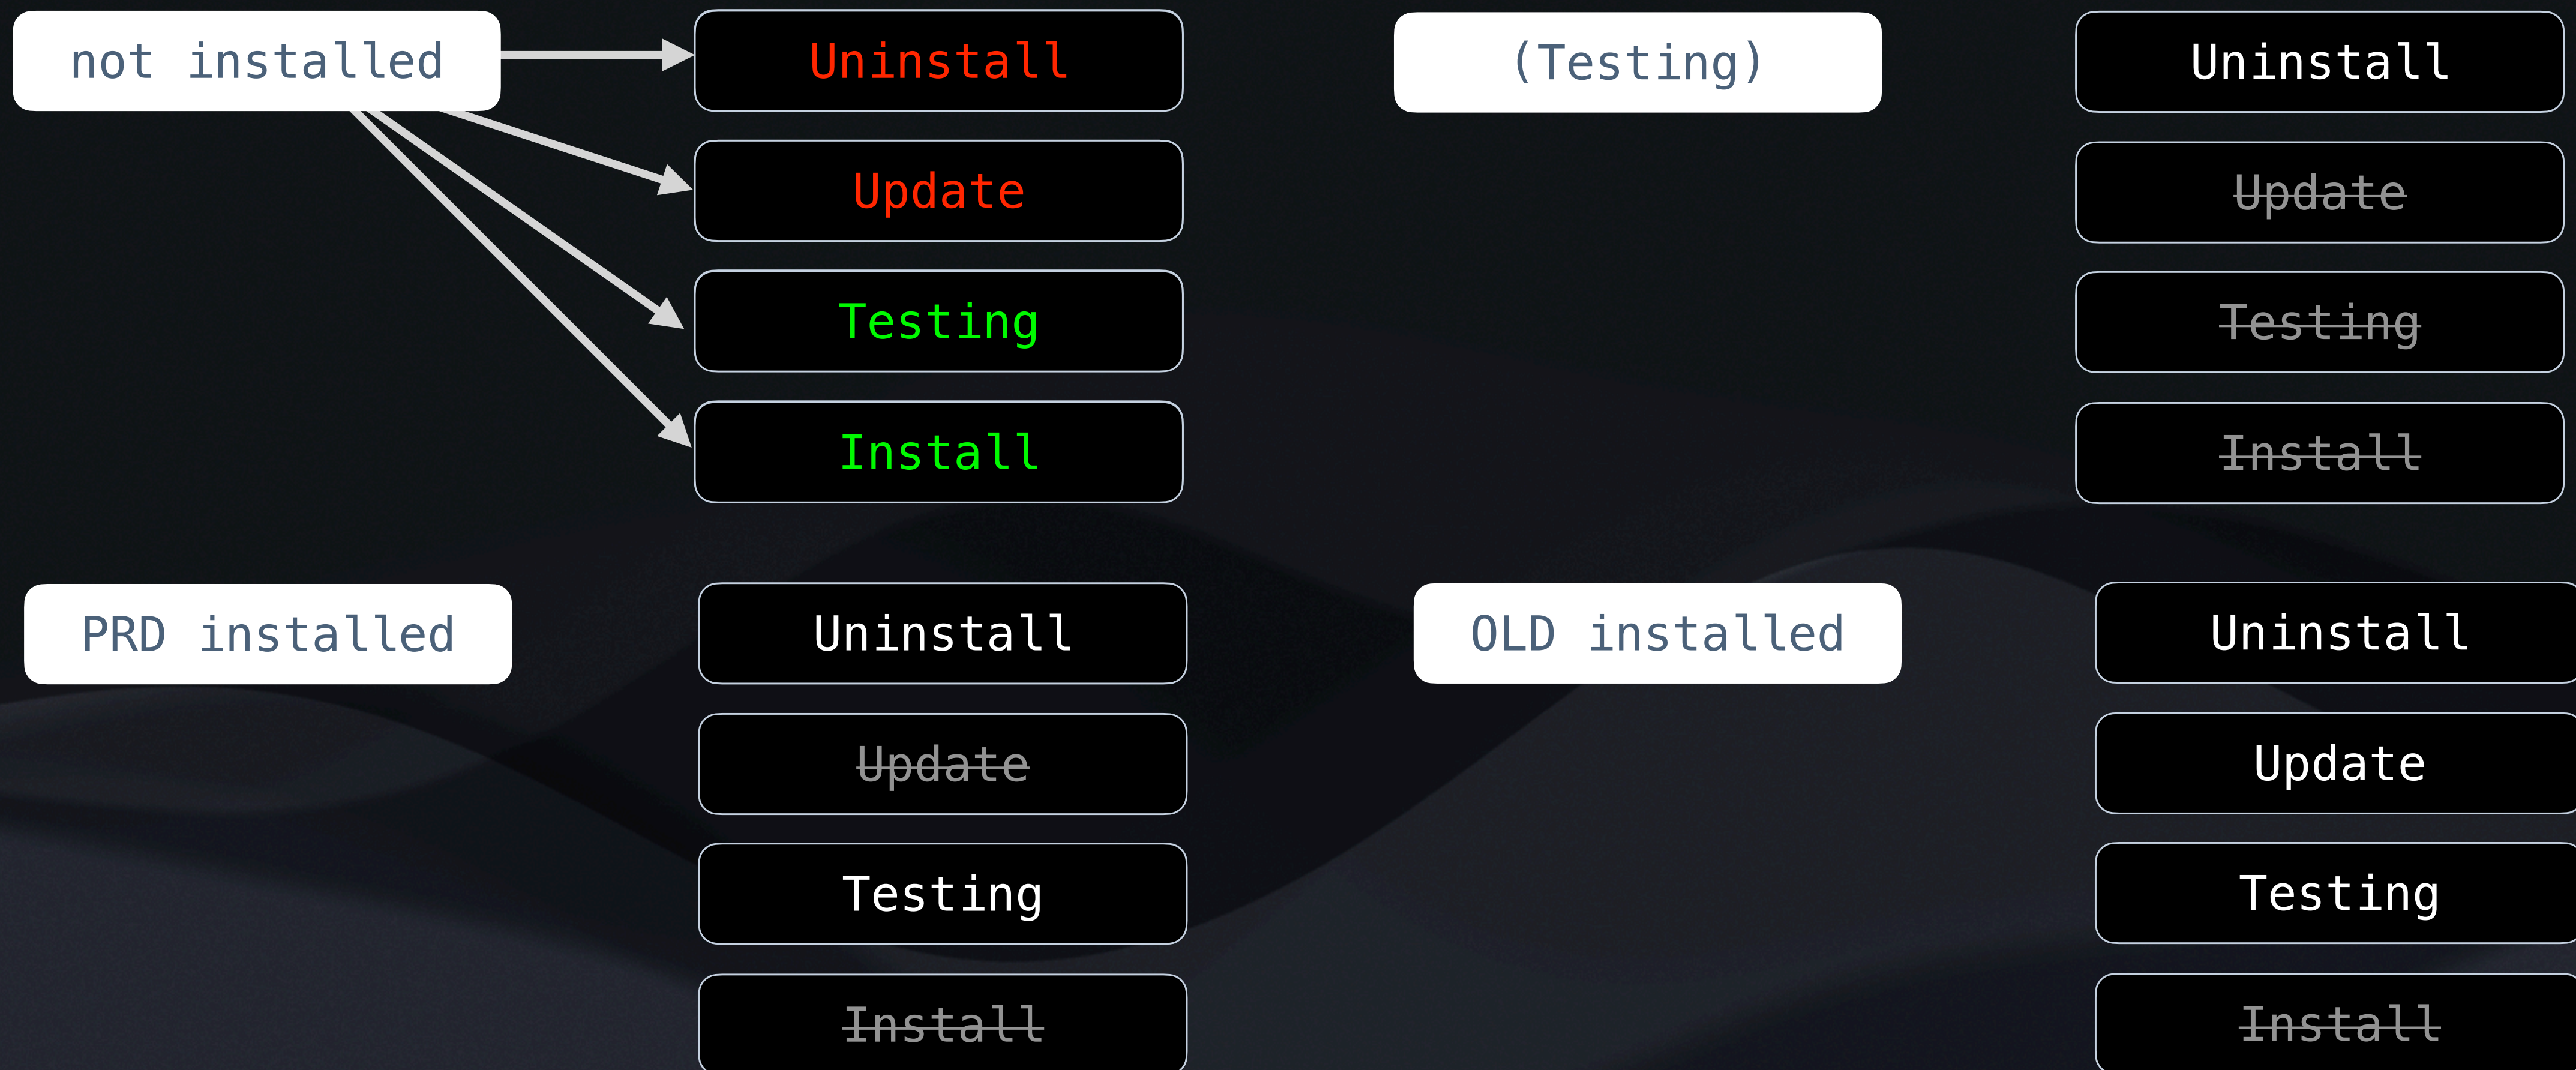 not installed
Uninstall
Update
Testing
Install
(Testing)
Uninstall
Update
Testing
Install
PRD installed
Uninstall
Update
Testing
Install
OLD installed
Uninstall
Update
Testing
Install